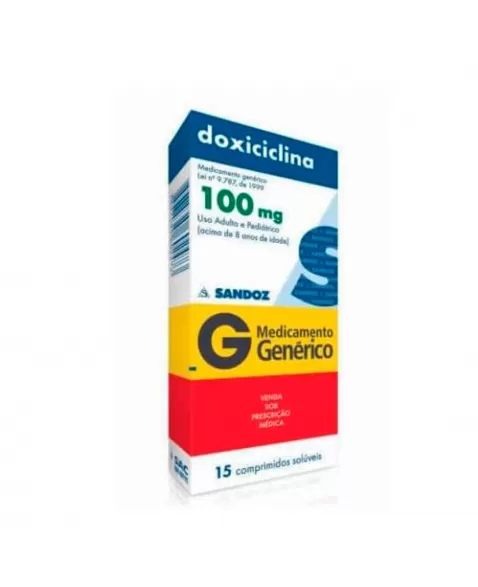 doxiciclina
Medicamento genérico
Lei nº 9.787, de 1999
100 mg
Uso Adulto e Pediátrico
(acima de 8 anos de idade)
S
SANDOZ
G Medicamento
Genérico
VENDA
SOB
PRESCRIÇÃO
MÉDICA
SAC
15 comprimidos solúveis